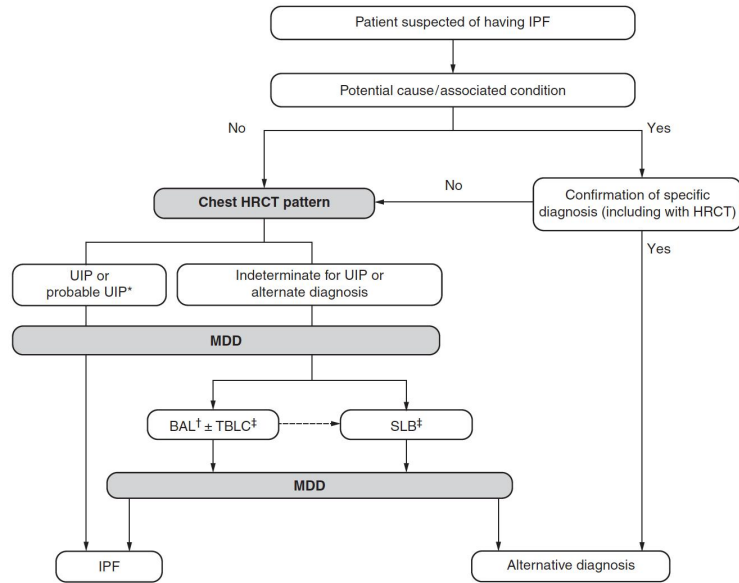 Patient suspected of having IPF
Potential cause/associated condition
No
Yes
No
Confirmation of specific
diagnosis (including with HRCT)
Chest HRCT pattern
Yes
UIP or
probable UIP*
Indeterminate for UIP or
alternate diagnosis
MDD
BAL† ± TBLC‡
SLB‡
MDD
IPF
Alternative diagnosis